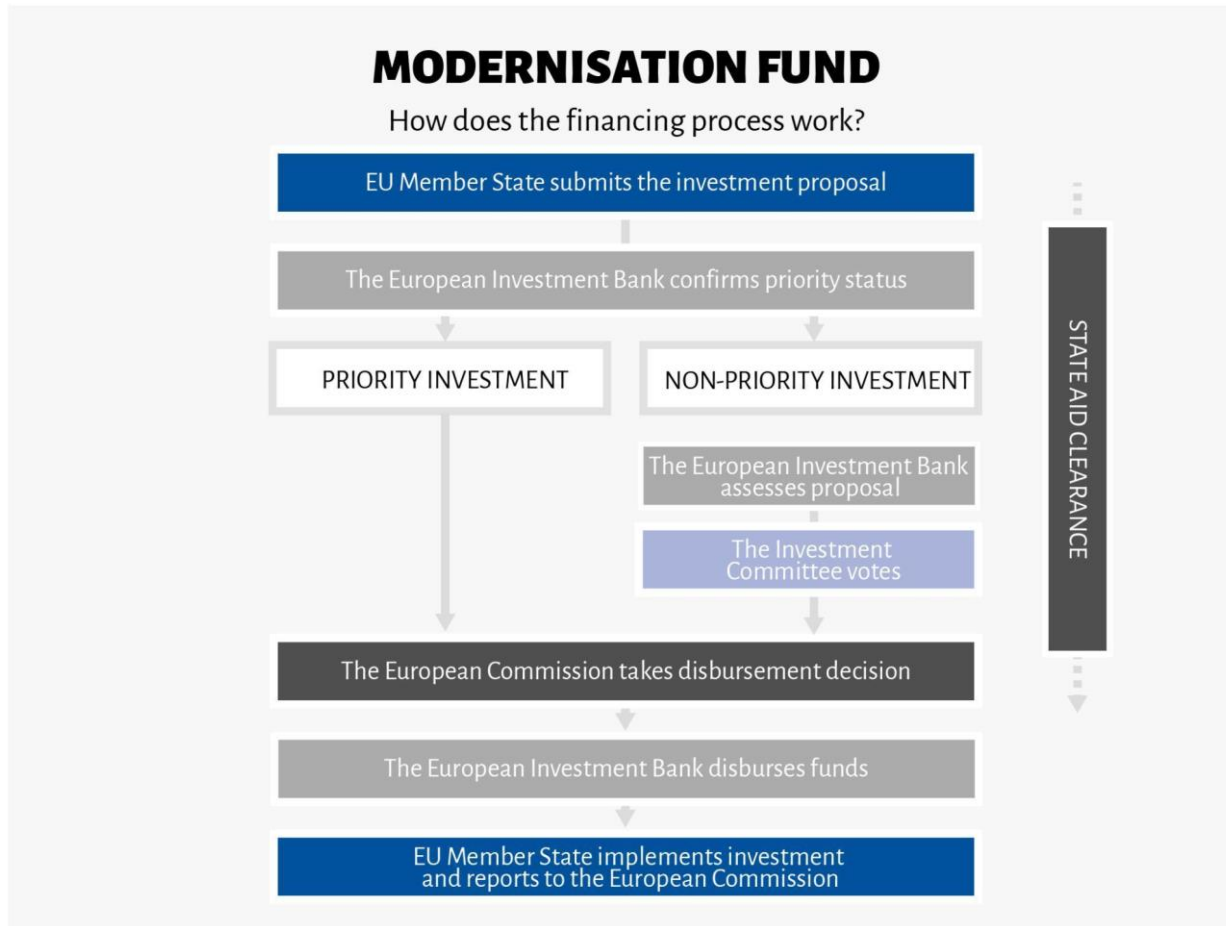 MODERNISATION FUND
How does the financing process work?
EU Member State submits the investment proposal
The European Investment Bank confirms priority status
PRIORITY INVESTMENT
NON-PRIORITY INVESTMENT
The European Investment Bank
assesses proposal
The Investment
Committee votes
STATE AID CLEARANCE
The European Commission takes disbursement decision
The European Investment Bank disburses funds
EU Member State implements investment
and reports to the European Commission